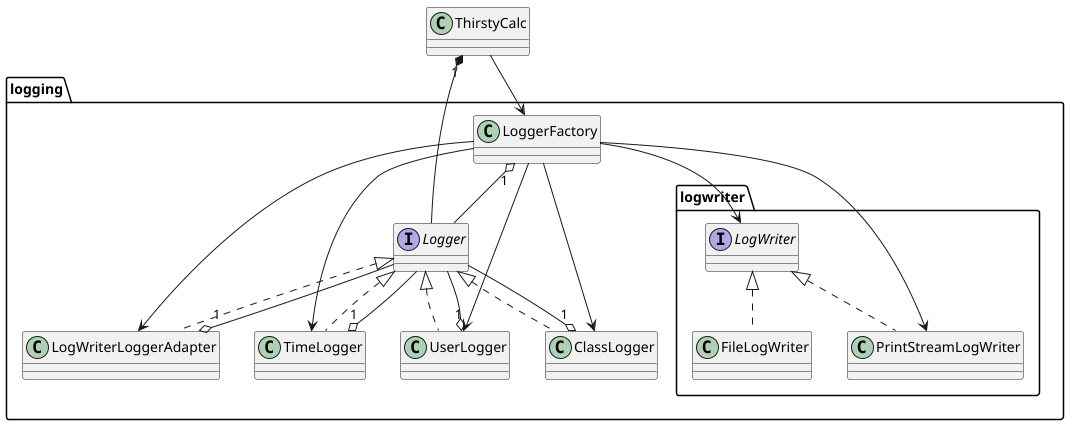 C ThirstyCalc
1
logging
C LoggerFactory
1
logwriter
I Logger
I LogWriter
1
1
1
1
C LogWriterLoggerAdapter
C TimeLogger
C UserLogger
C ClassLogger
C FileLogWriter
C PrintStreamLogWriter